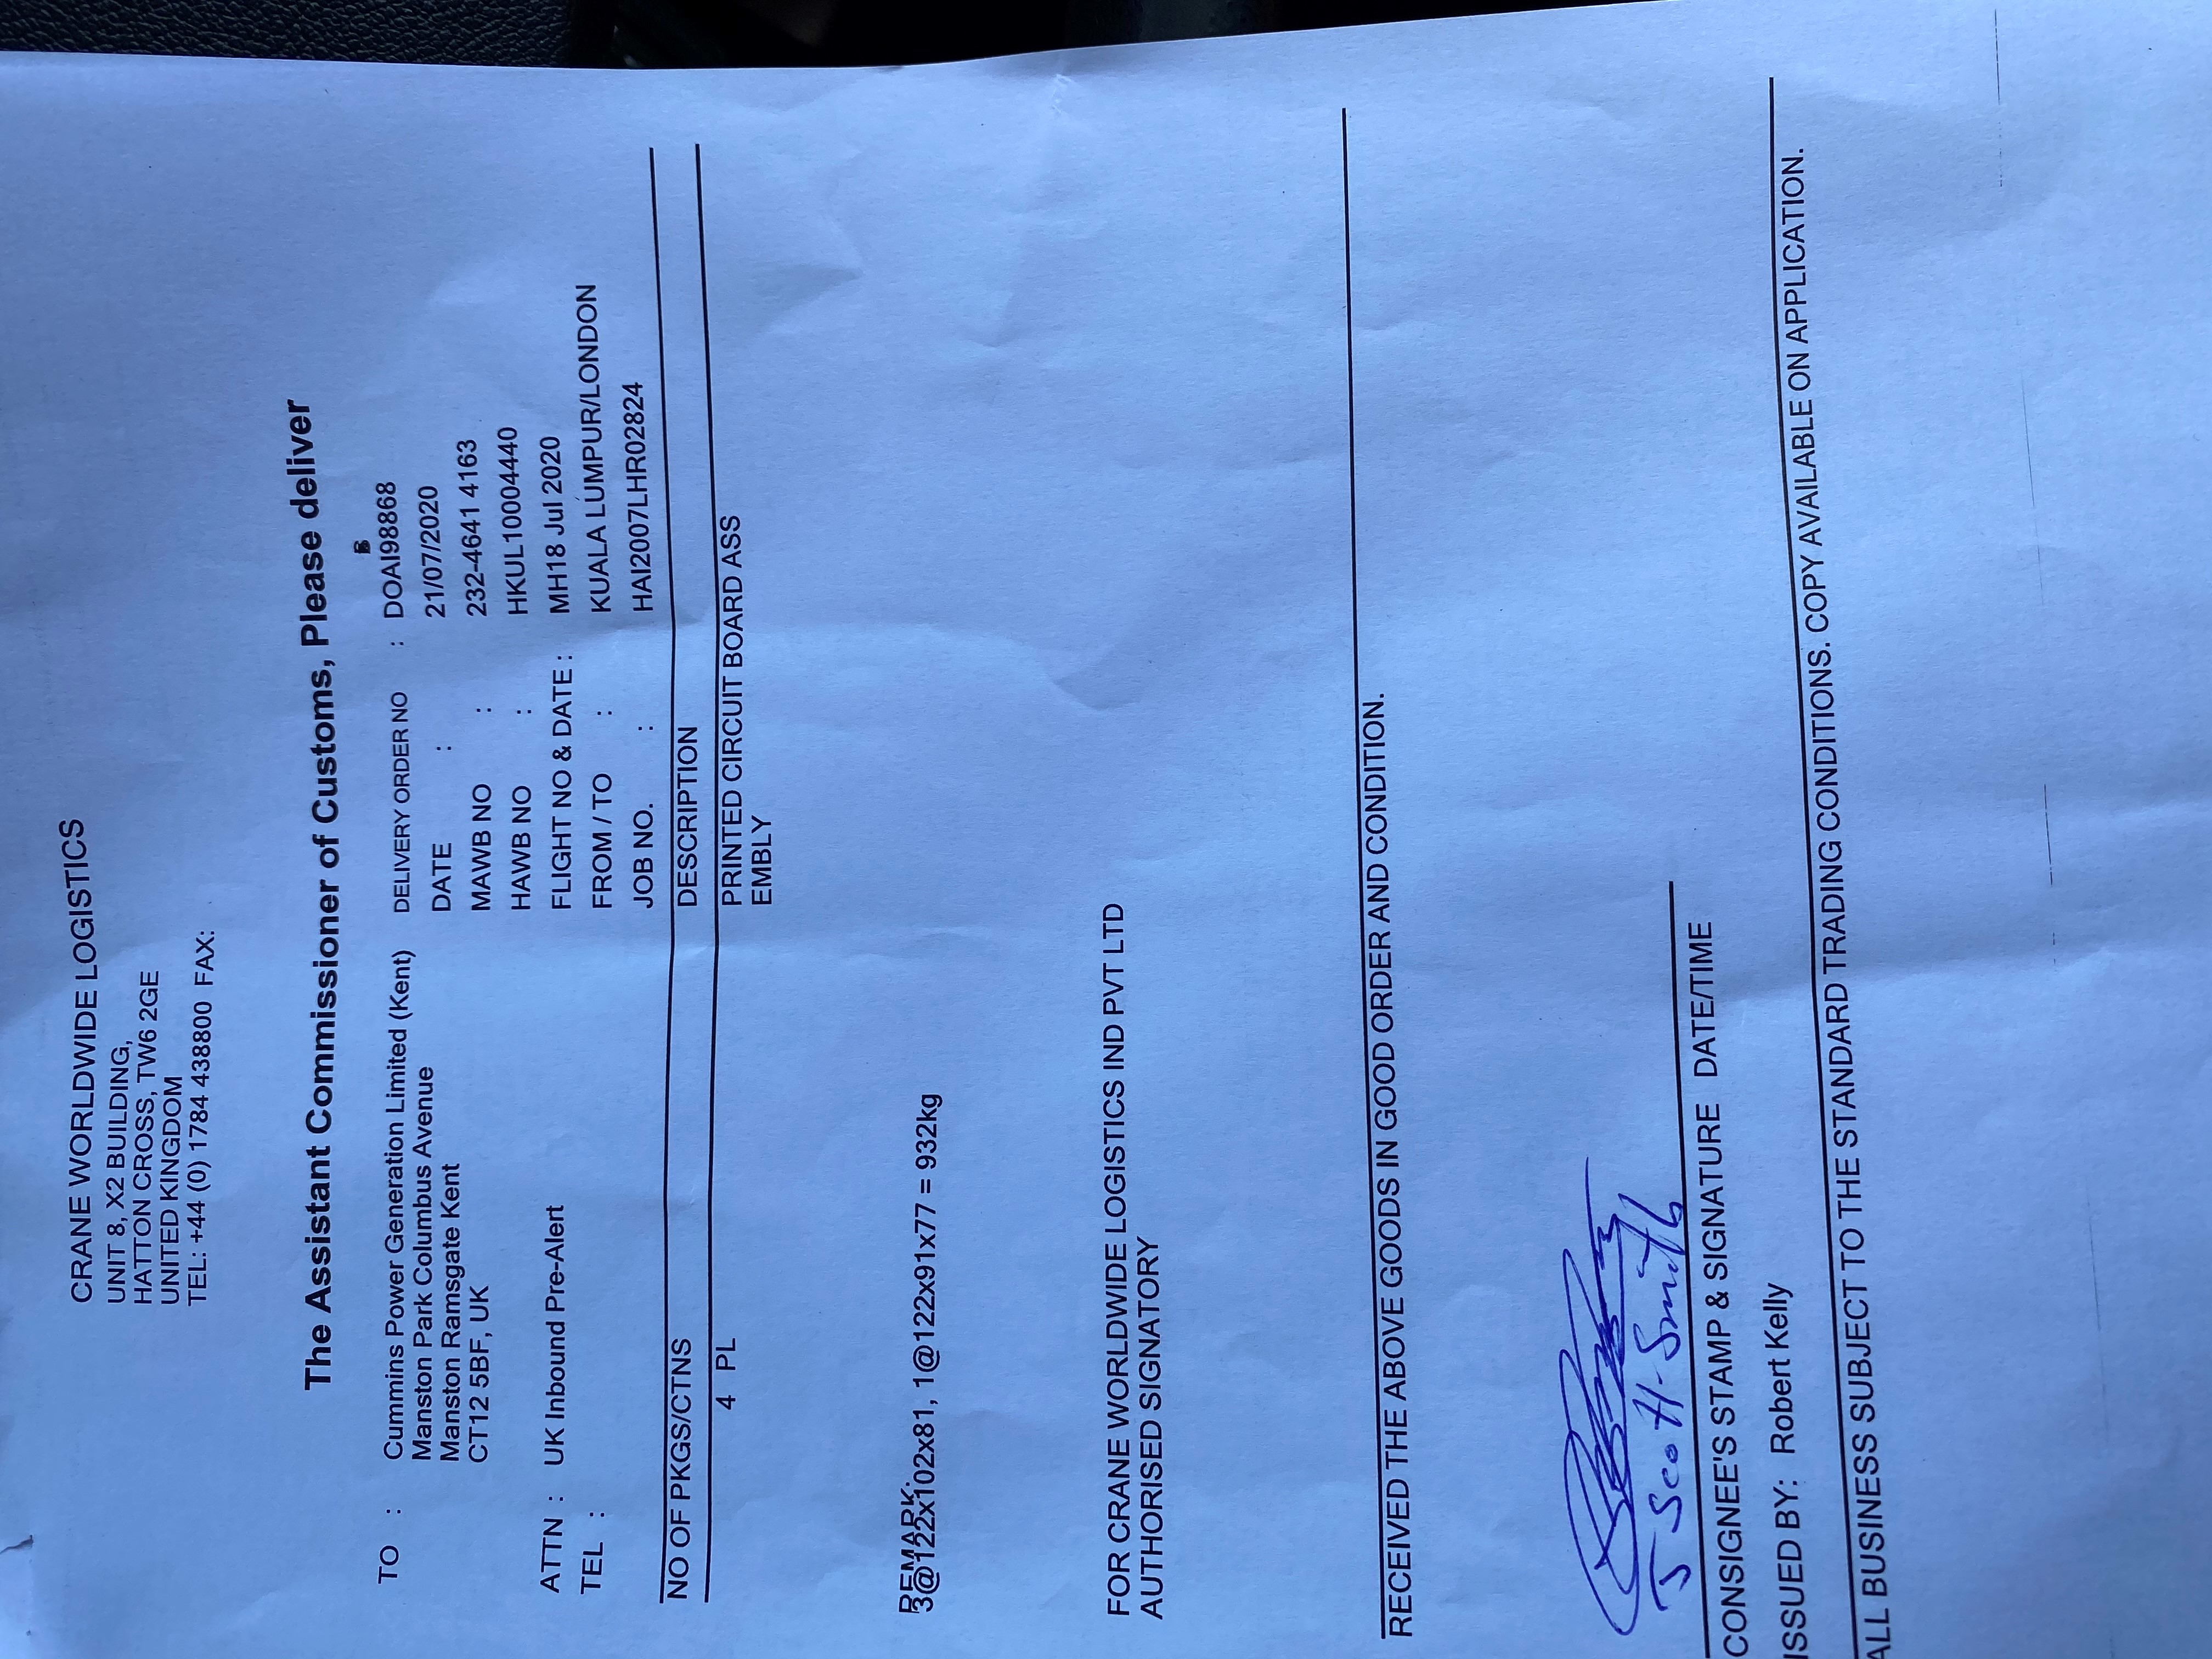 CRANE WORLDWIDE LOGISTICS
UNIT 8, X2 BUILDING,
HATTON CROSS, TW6 2GE
UNITED KINGDOM
TEL: +44 (0) 1784 438800 FAX:
The Assistant Commissioner of Customs, Please deliver
TO : Cummins Power Generation Limited (Kent)
Manston Park Columbus Avenue
Manston Ramsgate Kent
CT12 5BF, UK
ATTN : UK Inbound Pre-Alert
TEL :
DELIVERY ORDER NO : DOAI98868
DATE : 21/07/2020
MAWB NO : 232-4641 4163
HAWB NO : HKUL10004440
FLIGHT NO & DATE : MH18 Jul 2020
FROM / TO : KUALA LUMPUR/LONDON
JOB NO. : HAI2007LHR02824
NO OF PKGS/CTNS DESCRIPTION
4 PL PRINTED CIRCUIT BOARD ASS
EMBLY
REMARK:
3@122x102x81, 1@122x91x77 = 932kg
FOR CRANE WORLDWIDE LOGISTICS IND PVT LTD
AUTHORISED SIGNATORY
RECEIVED THE ABOVE GOODS IN GOOD ORDER AND CONDITION.
J Scott-Smith
CONSIGNEE'S STAMP & SIGNATURE DATE/TIME
ISSUED BY: Robert Kelly
ALL BUSINESS SUBJECT TO THE STANDARD TRADING CONDITIONS. COPY AVAILABLE ON APPLICATION.